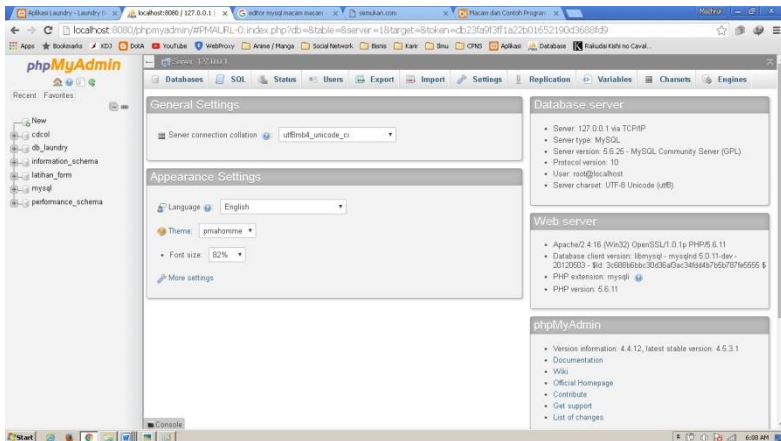 Aplikasi Laundry - Laundry
localhost:8080 / 127.0.0.1
editor mysql macam macam
semukan.com
Macam dan Contoh Program
localhost:8080/phpmyadmin/#PMAURL-0:index.php?db=&table=&server=1&target=&token=db23fa9f3ff1a22b01652190d3688fd9
Apps Bookmarks XDJ DotA YouTube WebProxy Anime / Manga Social Network Bisnis Karir Ilmu CPNS Aplikasi Database Rakudai Kishi no Caval...
phpMyAdmin
Recent Favorites
New
cdcol
db_laundry
information_schema
latihan_form
mysql
performance_schema
Server: 127.0.0.1
Databases SQL Status Users Export Import Settings Replication Variables Charsets Engines
General Settings
Server connection collation utf8mb4_unicode_ci
Appearance Settings
Language English
Theme: pmahomme
Font size: 82%
More settings
Database server
Server: 127.0.0.1 via TCP/IP
Server type: MySQL
Server version: 5.6.25 - MySQL Community Server (GPL)
Protocol version: 10
User: root@localhost
Server charset: UTF-8 Unicode (utf8)
Web server
Apache/2.4.16 (Win32) OpenSSL/1.0.1p PHP/5.6.11
Database client version: libmysql - mysqlnd 5.0.11-dev -
20120503 - $Id: 3c688b6bbc30d36af3ac34fdd4b7b5b787fe5555 $
PHP extension: mysqli
PHP version: 5.6.11
phpMyAdmin
Version information: 4.4.12, latest stable version: 4.5.3.1
Documentation
Wiki
Official Homepage
Contribute
Get support
List of changes
Console
Start
6:08 AM